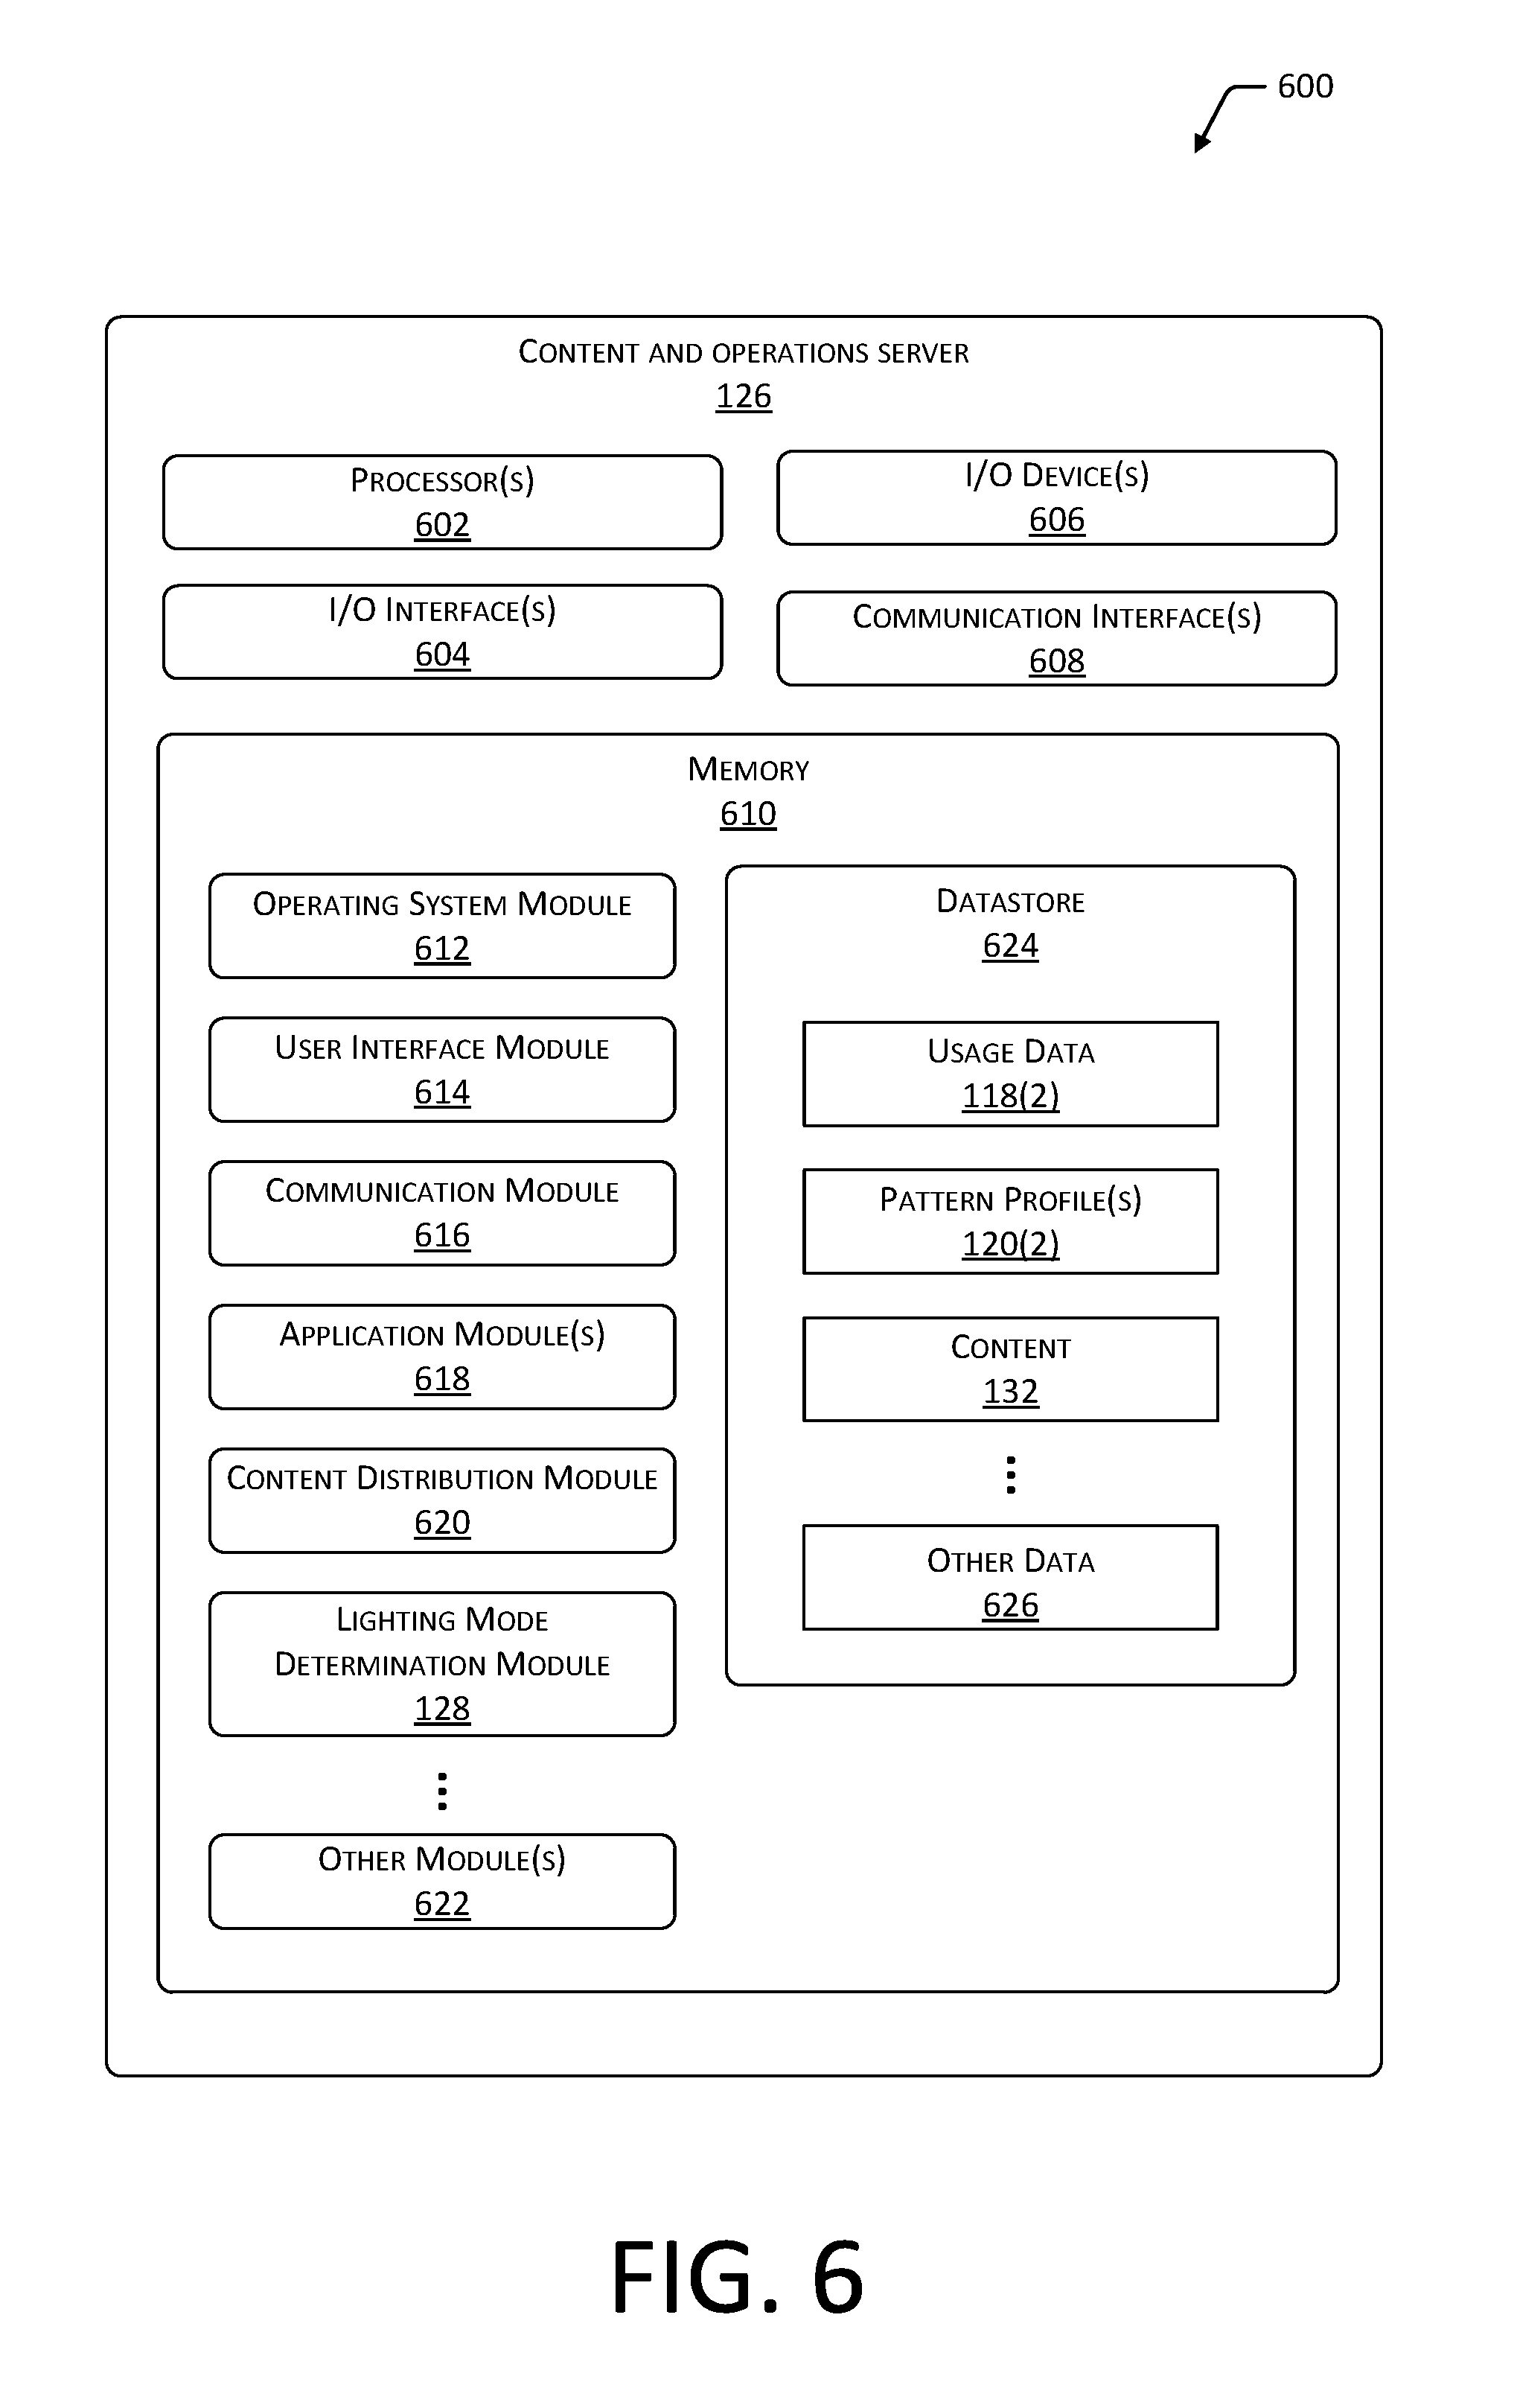 600
Content and operations server
126
Processor(s)
602
I/O Device(s)
606
I/O Interface(s)
604
Communication Interface(s)
608
Memory
610
Operating System Module
612
User Interface Module
614
Communication Module
616
Application Module(s)
618
Content Distribution Module
620
Lighting Mode
Determination Module
128
Other Module(s)
622
Datastore
624
Usage Data
118(2)
Pattern Profile(s)
120(2)
Content
132
Other Data
626
FIG. 6